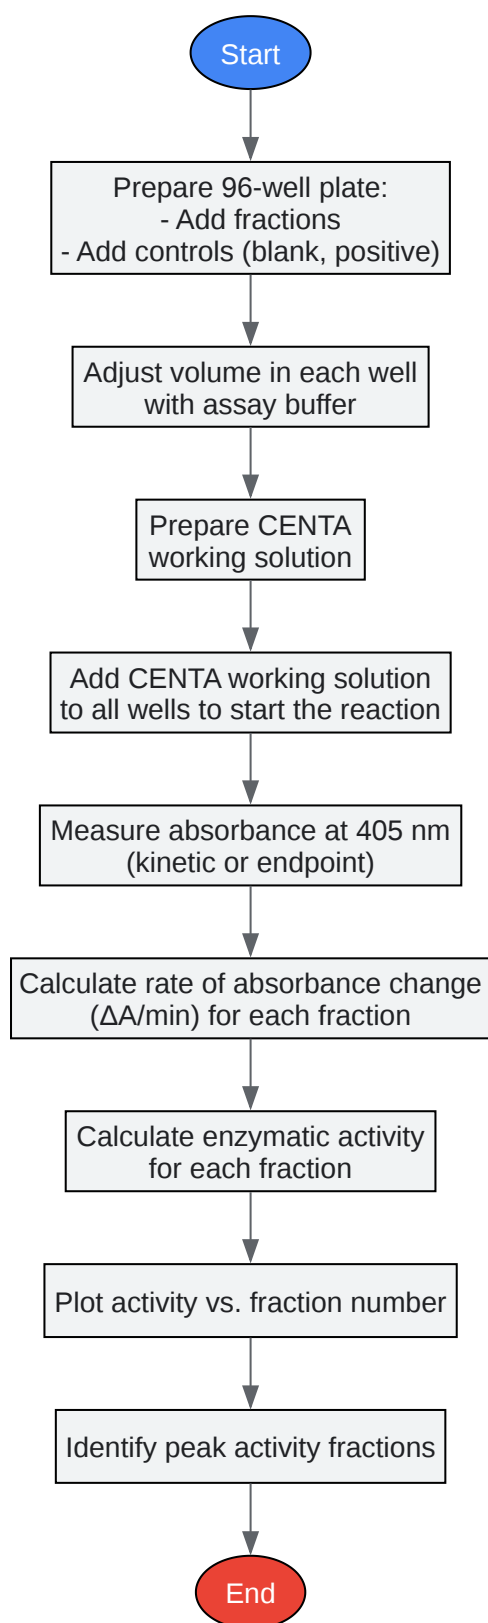 Start
Prepare 96-well plate:
- Add fractions
- Add controls (blank, positive)
Adjust volume in each well
with assay buffer
Prepare CENTA
working solution
Add CENTA working solution
to all wells to start the reaction
Measure absorbance at 405 nm
(kinetic or endpoint)
Calculate rate of absorbance change
(ΔA/min) for each fraction
Calculate enzymatic activity
for each fraction
Plot activity vs. fraction number
Identify peak activity fractions
End